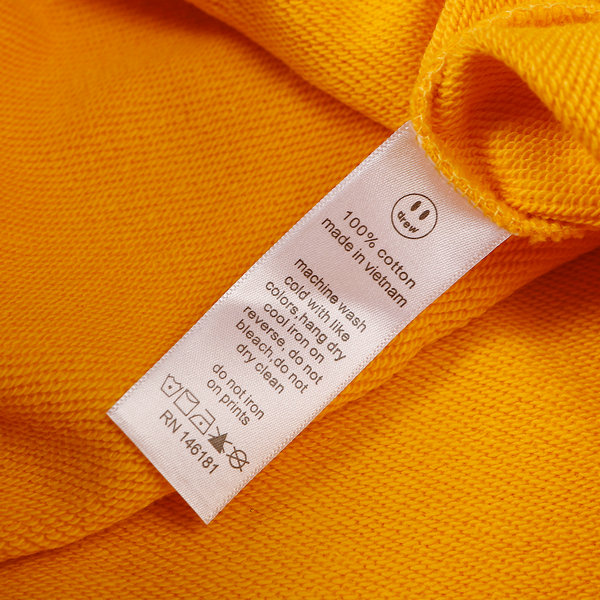 drew
100% cotton
made in vietnam
machine wash
cold with like
colors,hang dry
cool iron on
reverse, do not
bleach,do not
dry clean
do not iron
on prints
RN 146181